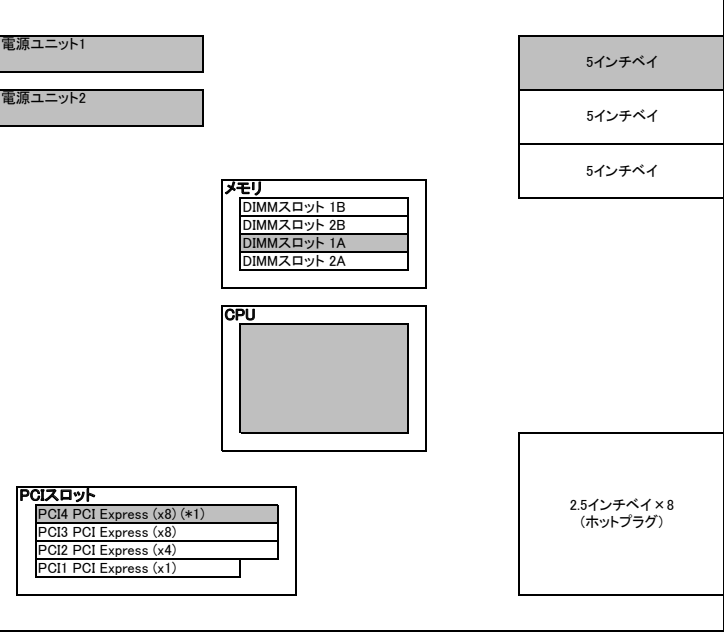 電源ユニット1
5インチベイ
電源ユニット2
5インチベイ
5インチベイ
メモリ
DIMMスロット 1B
DIMMスロット 2B
DIMMスロット 1A
DIMMスロット 2A
CPU
PCIスロット
PCI4 PCI Express (x8) (*1)
PCI3 PCI Express (x8)
PCI2 PCI Express (x4)
PCI1 PCI Express (x1)
2.5インチベイ×8
(ホットプラグ)